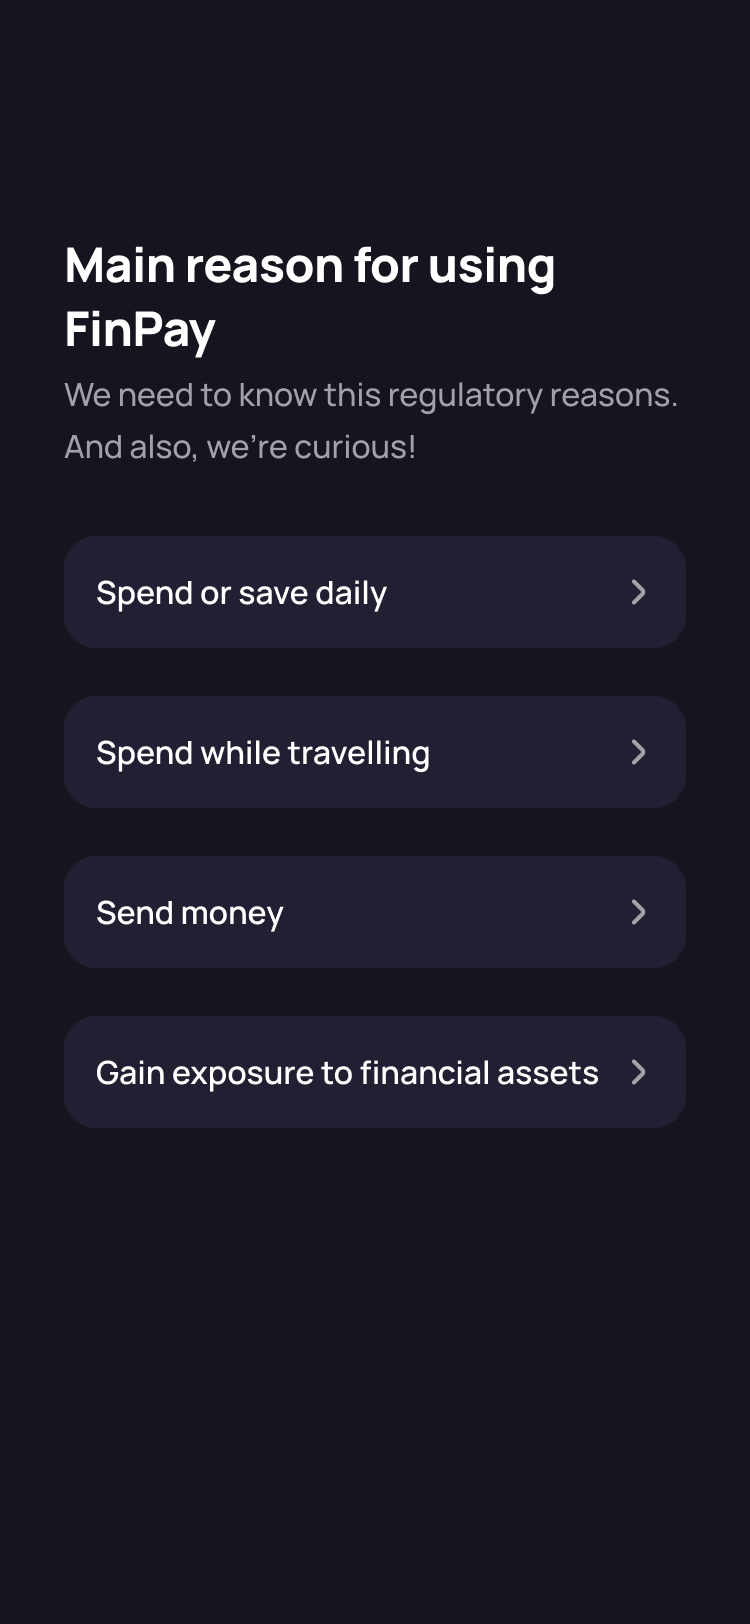 Main reason for using
FinPay
We need to know this regulatory reasons.
And also, we’re curious!
Spend or save daily
Spend while travelling
Send money
Gain exposure to financial assets